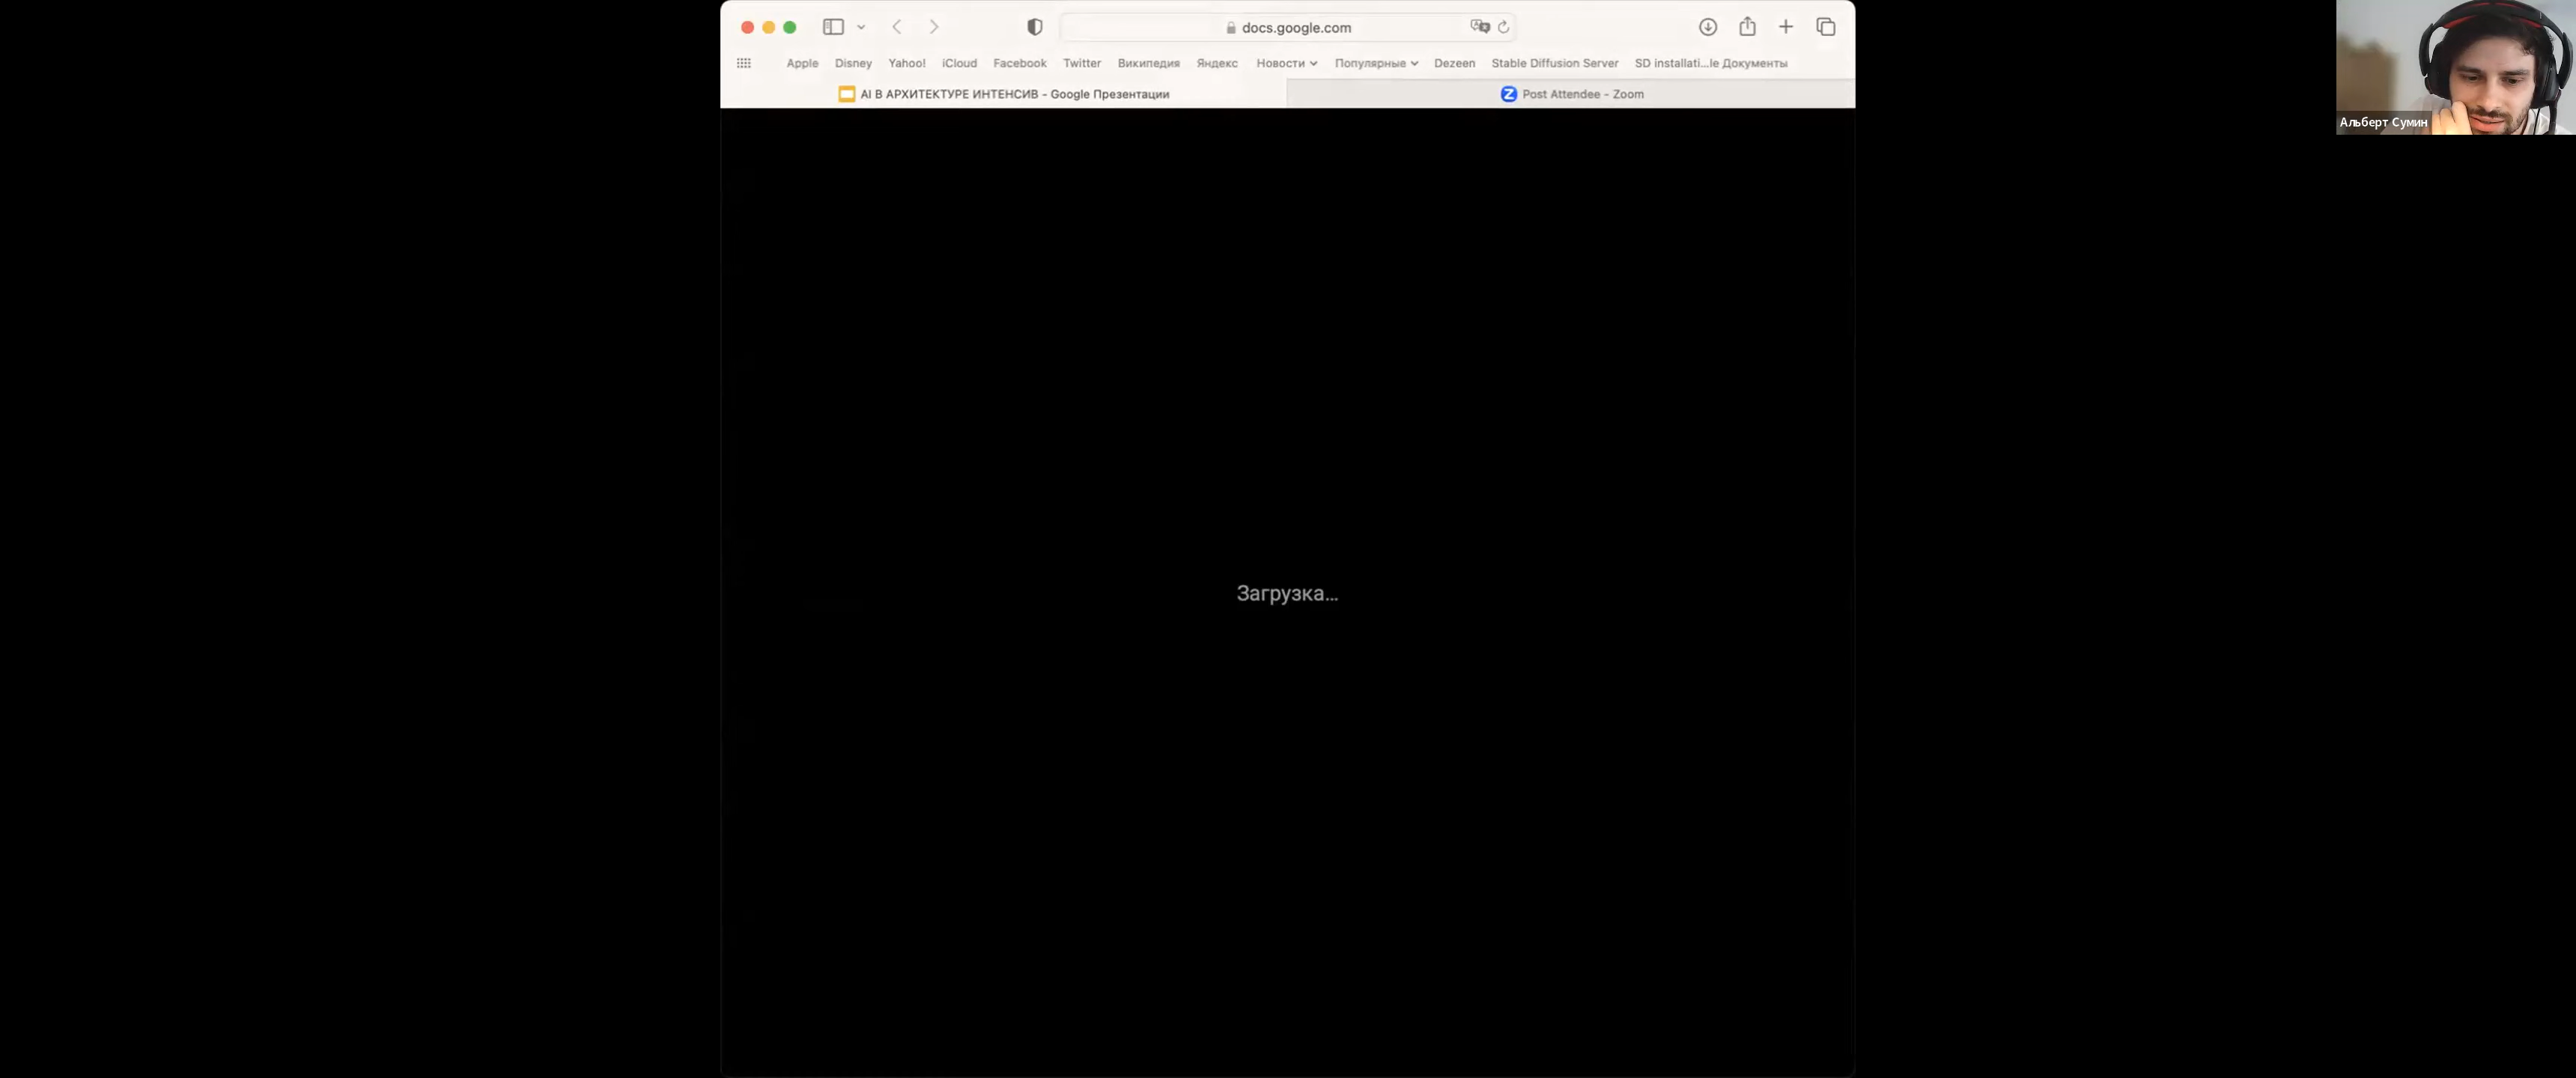 docs.google.com
Apple Disney Yahoo! iCloud Facebook Twitter Википедия Яндекс Новости Популярные Dezeen Stable Diffusion Server SD installati...le Документы
AI В АРХИТЕКТУРЕ ИНТЕНСИВ - Google Презентации
Post Attendee - Zoom
Альберт Сумин
Загрузка...